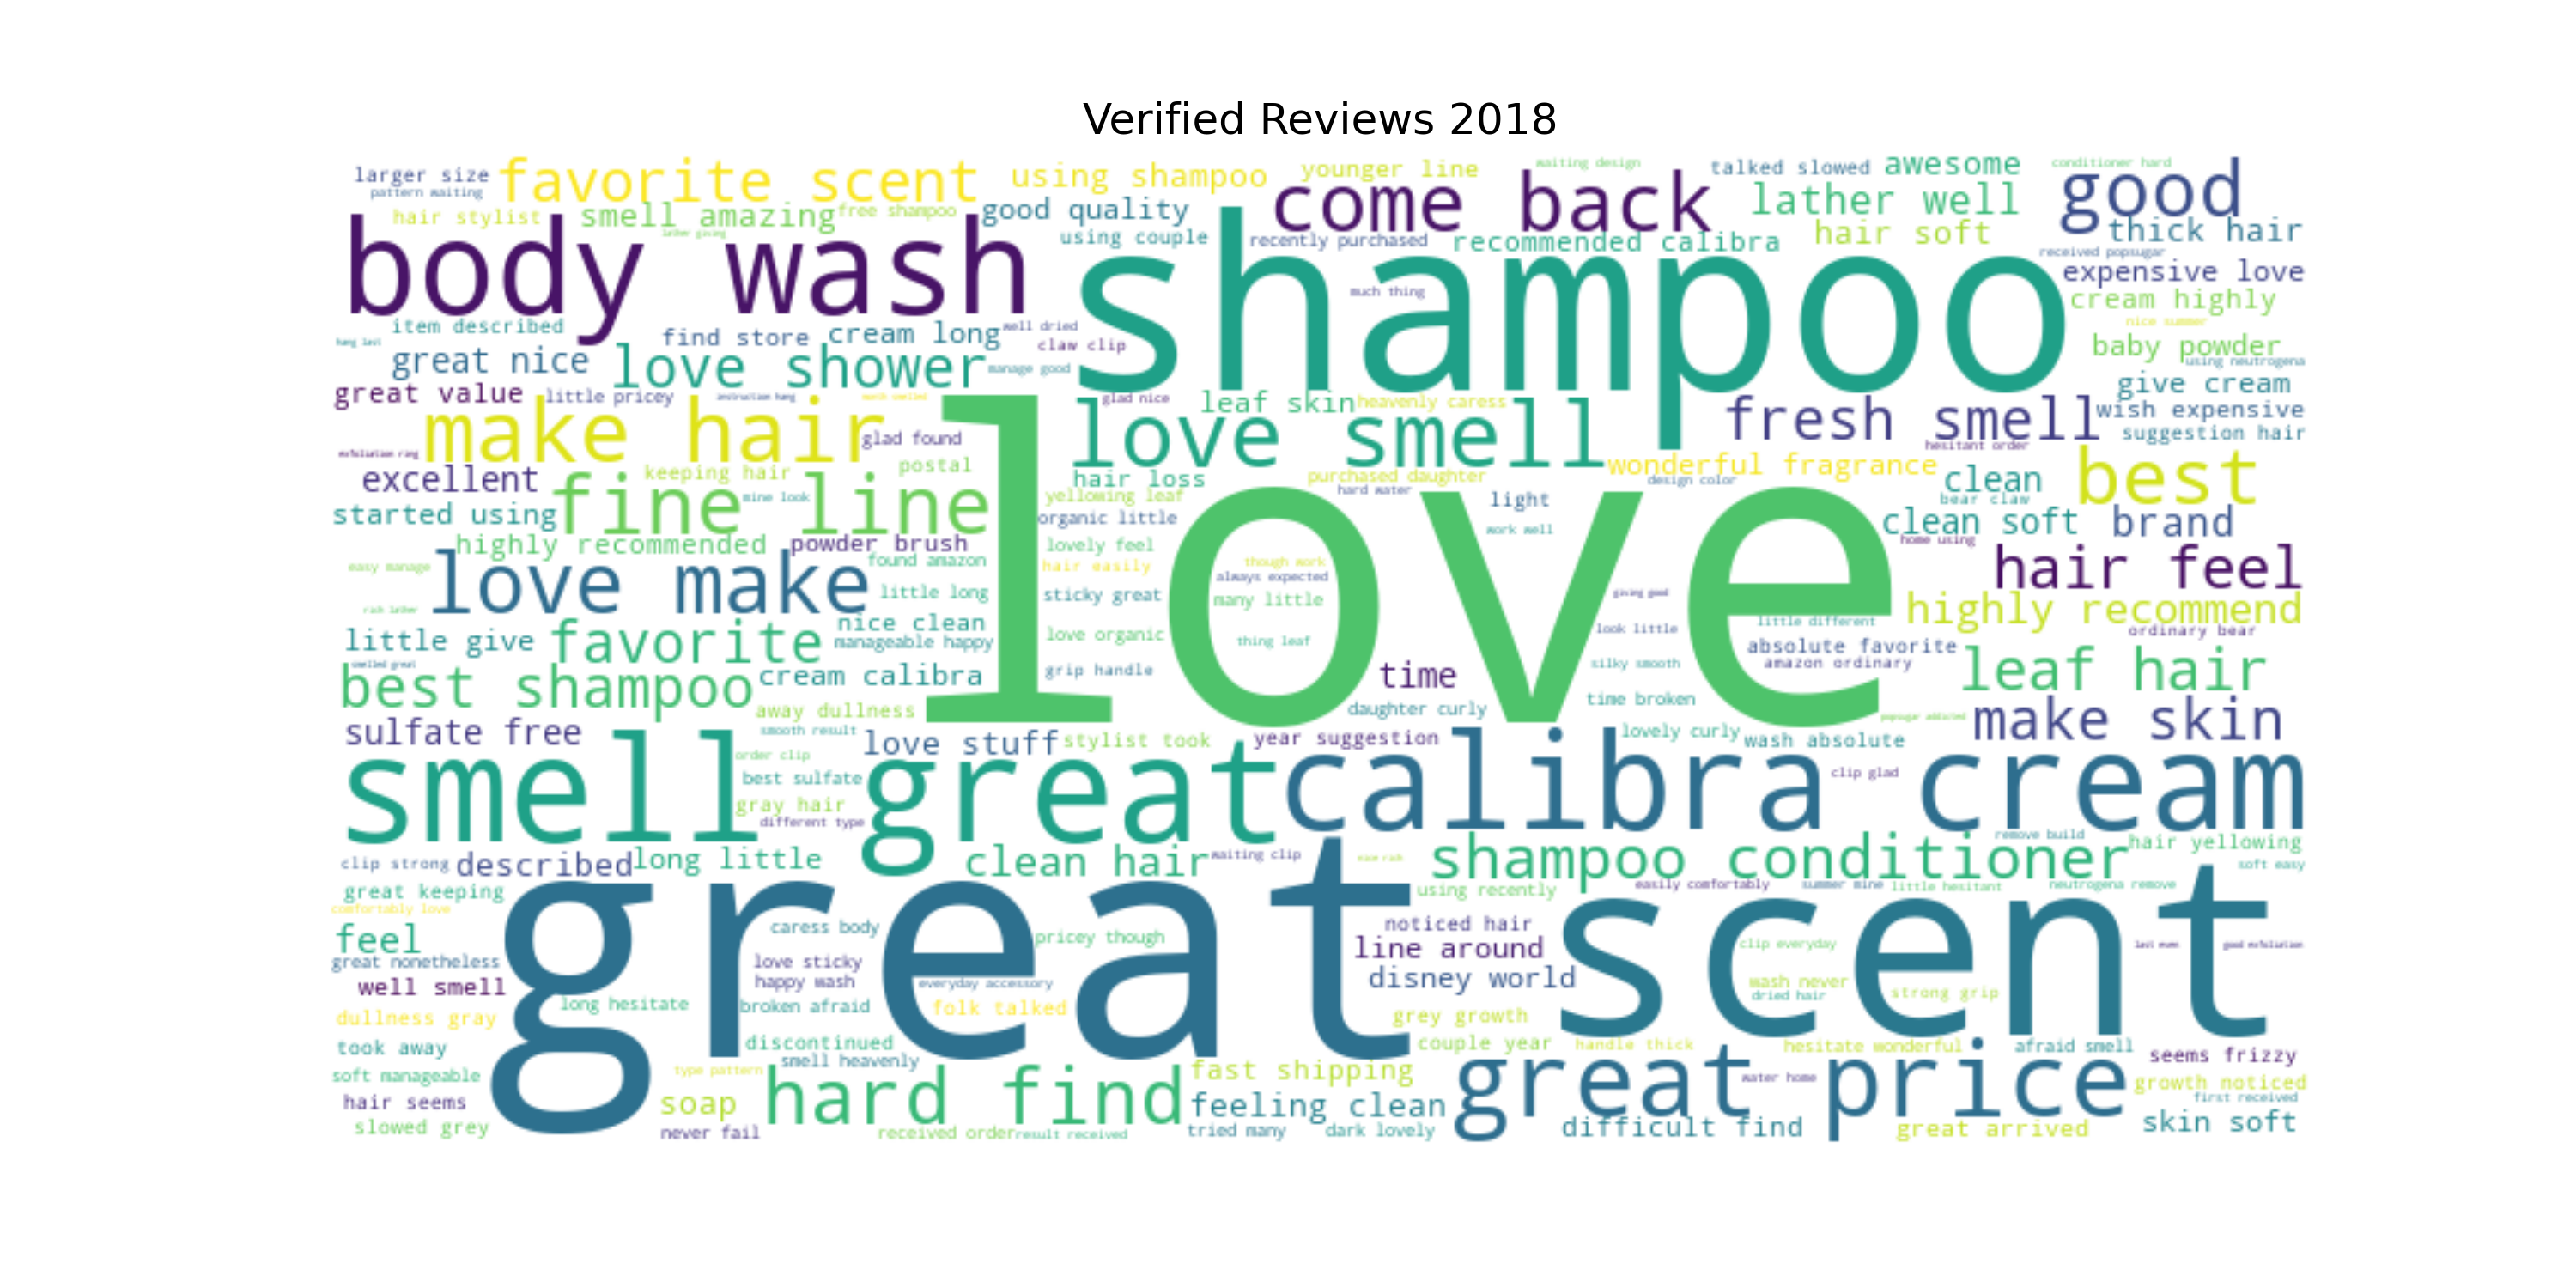 Verified Reviews 2018
larger size
favorite scent
using shampoo
younger line
waiting design
talked slowed
awesome
conditioner hard
pattern waiting
come back
lather well
good
hair stylist
smell amazing
free shampoo
good quality
hair soft
thick hair
lather giving
using couple
recently purchased
recommended calibra
received popsugar
body wash
shampoo
expensive love
much thing
cream highly
item described
find store
cream long
well dried
nice summer
hang last
claw clip
baby powder
great nice
love shower
manage good
using neutrogena
great value
little pricey
instruction hang
glad nice
leaf skin
heavenly caress
give cream
make hair
love smell
fresh smell
wish expensive
glad found
hesitant order
suggestion hair
exfoliation ring
excellent
keeping hair
postal
hair loss
purchased daughter
wonderful fragrance
clean
best
fine line
mine look
yellowing leaf
hard water
light
design color
bear claw
started using
organic little
work well
clean soft
brand
highly recommended
powder brush
lovely feel
home using
hair feel
easy manage
found amazon
hair easily
though work
always expected
love make
little long
sticky great
many little
giving good
love
highly recommend
rich lather
nice clean
little different
little give
favorite
manageable happy
love organic
thing leaf
look little
ordinary bear
absolute favorite
smelled great
best shampoo
cream calibra
grip handle
time
silky smooth
amazon ordinary
leaf hair
away dullness
daughter curly
time broken
popsugar addicted
make skin
sulfate free
smooth result
love stuff
stylist took
year suggestion
lovely curly
wash absolute
smell great
order clip
best sulfate
calibra cream
clip glad
gray hair
different type
remove build
hair yellowing
clip strong
described
long little
clean hair
waiting clip
shampoo conditioner
soft easy
great keeping
using recently
easily comfortably
summer mine
little hesitant
neutrogena remove
comfortably love
great
scent
feel
caress body
pricey though
noticed hair
line around
clip everyday
last even
good exfoliation
great nonetheless
love sticky
disney world
well smell
happy wash
everyday accessory
wash never
dried hair
strong grip
long hesitate
broken afraid
folk talked
dullness gray
grey growth
took away
discontinued
couple year
handle thick
hesitate wonderful
afraid smell
seems frizzy
smell heavenly
soft manageable
type pattern
hard find
fast shipping
great price
water home
growth noticed
hair seems
soap
feeling clean
first received
slowed grey
never fail
received order
result received
tried many
dark lovely
difficult find
great arrived
skin soft